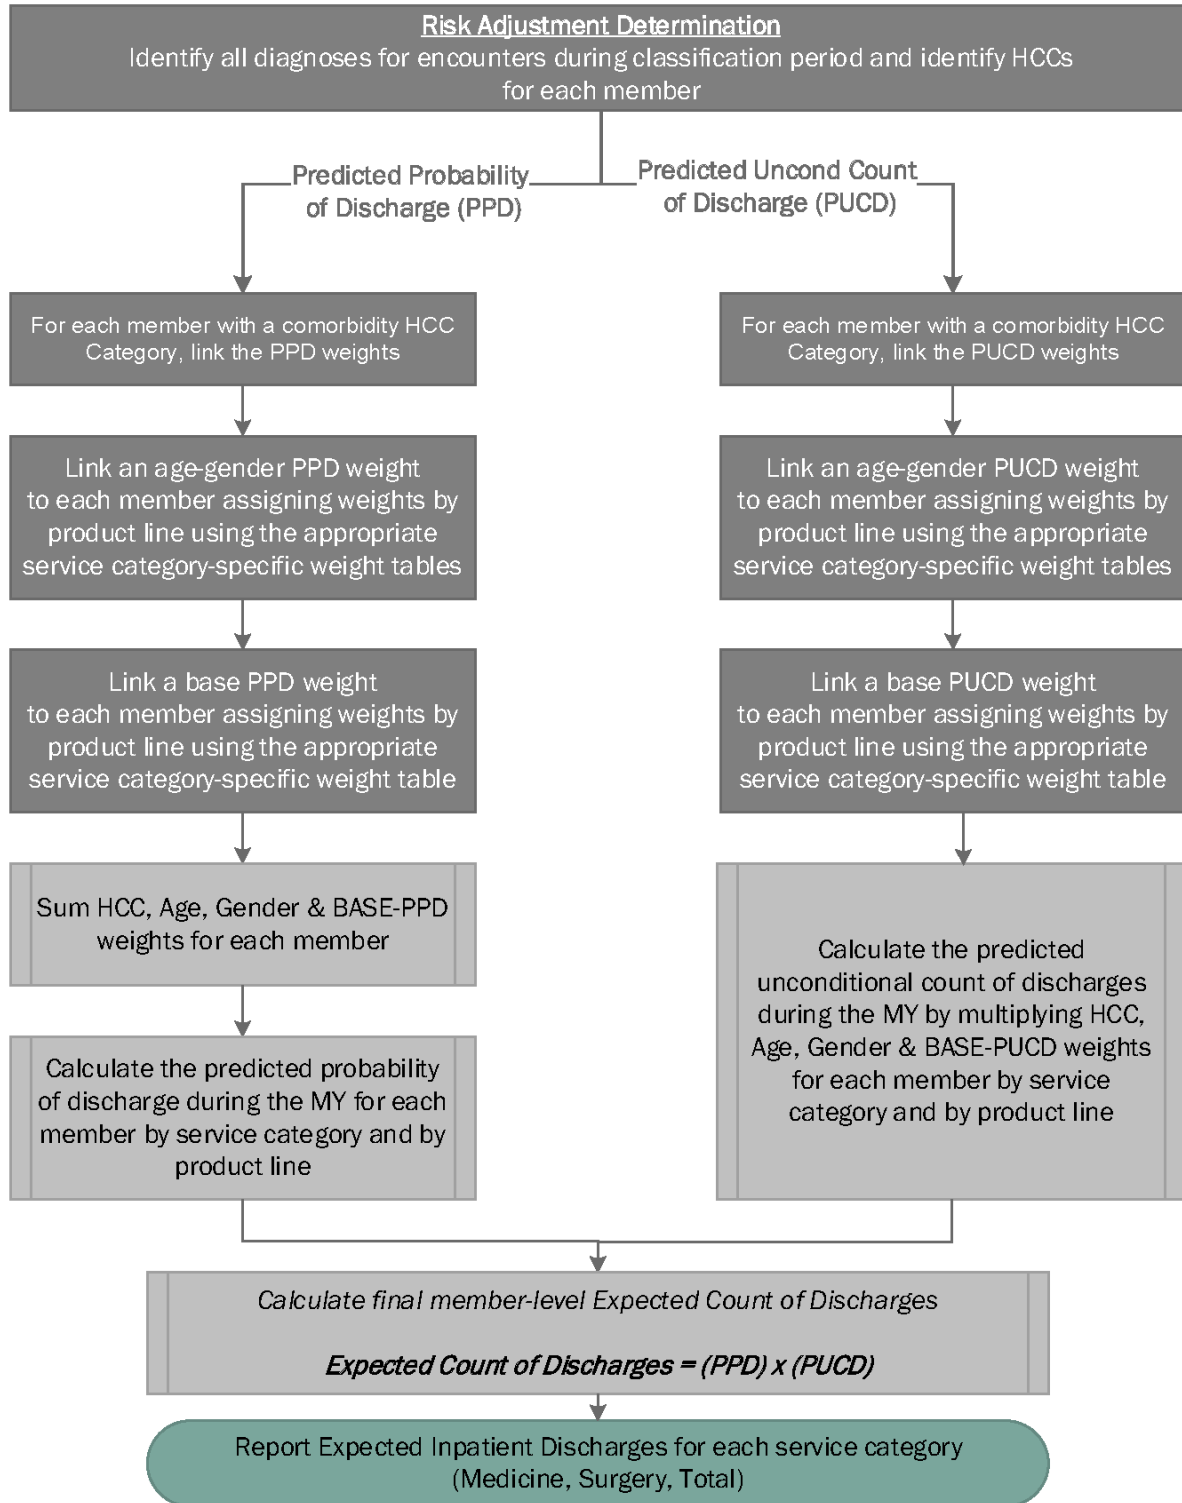 Risk Adjustment Determination
Identify all diagnoses for encounters during classification period and identify HCCs
for each member
Predicted Probability
of Discharge (PPD)
Predicted Uncond Count
of Discharge (PUCD)
For each member with a comorbidity HCC
Category, link the PPD weights
For each member with a comorbidity HCC
Category, link the PUCD weights
Link an age-gender PPD weight
to each member assigning weights by
product line using the appropriate
service category-specific weight tables
Link an age-gender PUCD weight
to each member assigning weights by
product line using the appropriate
service category-specific weight tables
Link a base PPD weight
to each member assigning weights by
product line using the appropriate
service category-specific weight table
Link a base PUCD weight
to each member assigning weights by
product line using the appropriate
service category-specific weight table
Sum HCC, Age, Gender & BASE-PPD
weights for each member
Calculate the predicted probability
of discharge during the MY for each
member by service category and by
product line
Calculate the predicted
unconditional count of discharges
during the MY by multiplying HCC,
Age, Gender & BASE-PUCD weights
for each member by service
category and by product line
Calculate final member-level Expected Count of Discharges
Expected Count of Discharges = (PPD) x (PUCD)
Report Expected Inpatient Discharges for each service category
(Medicine, Surgery, Total)